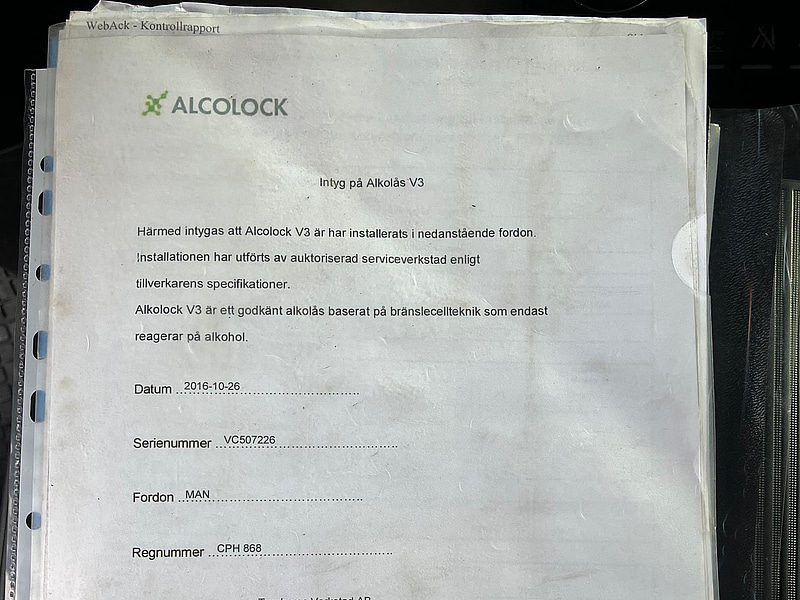 WebAck - Kontrollrapport
ALCOLOCK
Intyg på Alkolås V3
Härmed intygas att Alcolock V3 är har installerats i nedanstående fordon.
Installationen har utförts av auktoriserad serviceverkstad enligt
tillverkarens specifikationer.
Alkolock V3 är ett godkänt alkolås baserat på bränslecellteknik som endast
reagerar på alkohol.
Datum ..2016-10-26..............................
Serienummer ..VC507226..............................
Fordon ..MAN..............................
Regnummer ..CPH 868..............................